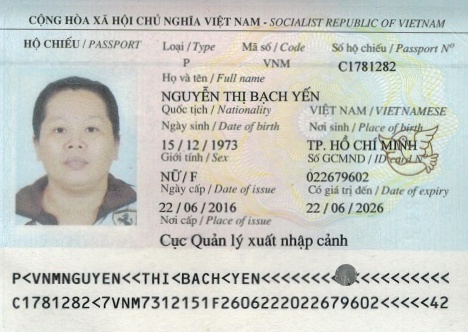 CỘNG HÒA XÃ HỘI CHỦ NGHĨA VIỆT NAM - SOCIALIST REPUBLIC OF VIETNAM
HỘ CHIẾU / PASSPORT Loại / Type Mã số / Code Số hộ chiếu / Passport Nº
P VNM C1781282
Họ và tên / Full name
NGUYỄN THỊ BẠCH YẾN
Quốc tịch / Nationality VIỆT NAM / VIETNAMESE
Ngày sinh / Date of birth Nơi sinh / Place of birth
15 / 12 / 1973 TP. HỒ CHÍ MINH
Giới tính / Sex Số GCMND / ID card Nº
NỮ / F 022679602
Ngày cấp / Date of issue Có giá trị đến / Date of expiry
22 / 06 / 2016 22 / 06 / 2026
Nơi cấp / Place of issue
Cục Quản lý xuất nhập cảnh
P<VNMNGUYEN<<THI<BACH<YEN<<<<<<<<<<<<<<<<<<<
C1781282<7VNM7312151F2606222022679602<<<<<42